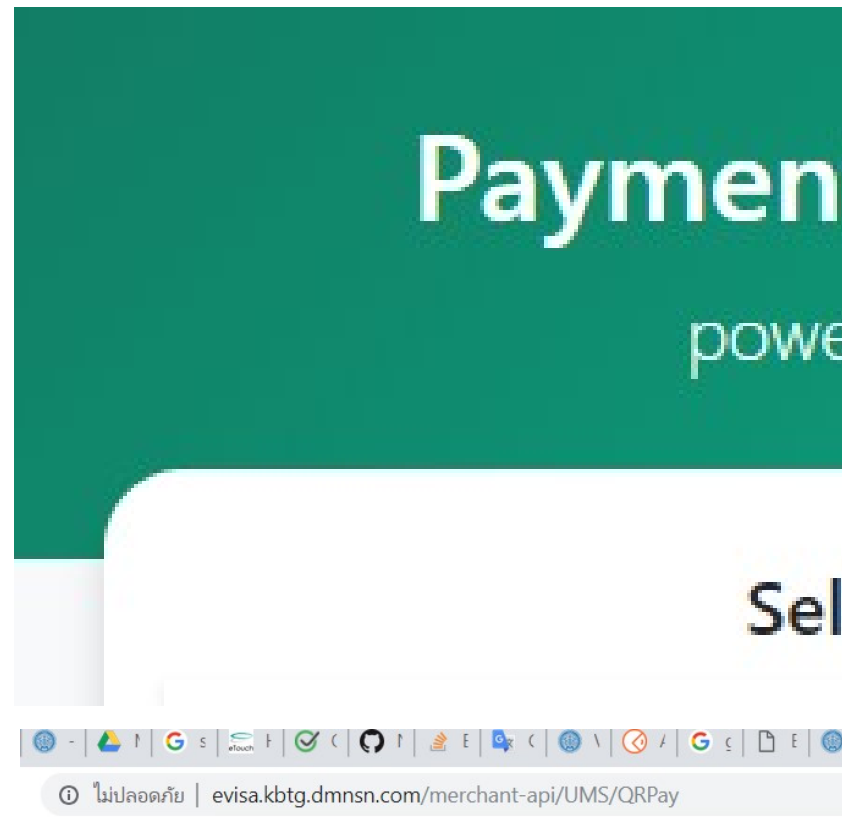 Paymen
powe
Sel
- N G s eTouch H C N E C V A G g E
ไม่ปลอดภัย | evisa.kbtg.dmnsn.com/merchant-api/UMS/QRPay